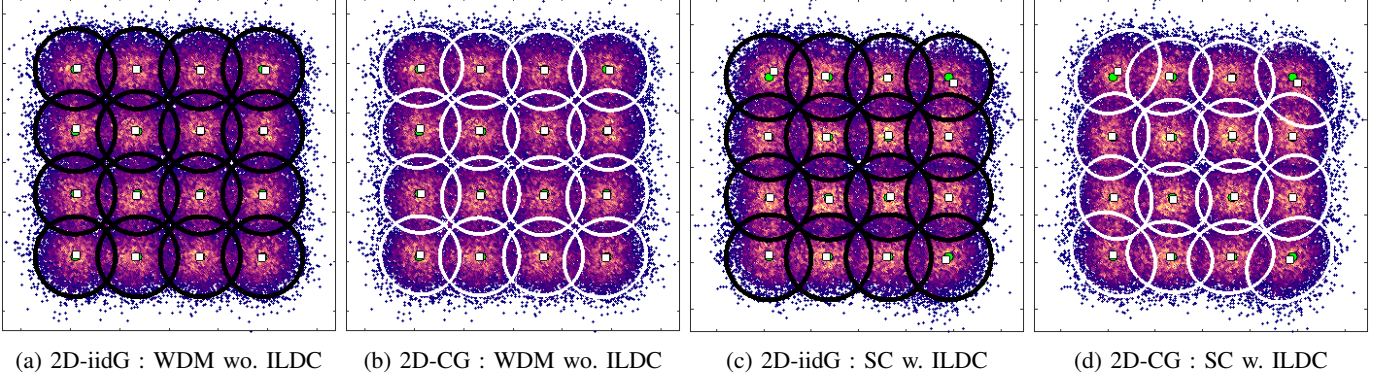 (a) 2D-iidG : WDM wo. ILDC
(b) 2D-CG : WDM wo. ILDC
(c) 2D-iidG : SC w. ILDC
(d) 2D-CG : SC w. ILDC